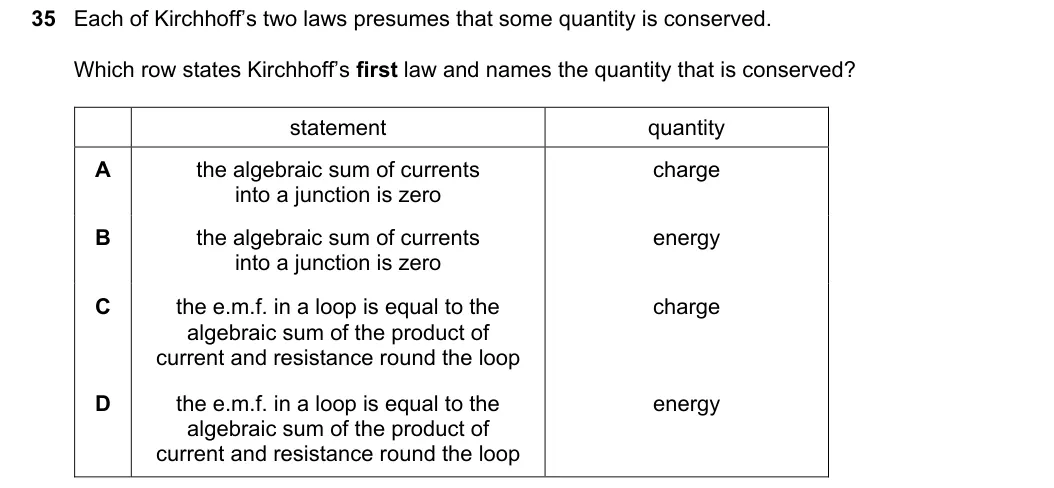 35 Each of Kirchhoff's two laws presumes that some quantity is conserved.
Which row states Kirchhoff's first law and names the quantity that is conserved?
statement quantity
A the algebraic sum of currents charge
into a junction is zero
B the algebraic sum of currents energy
into a junction is zero
C the e.m.f. in a loop is equal to the charge
algebraic sum of the product of
current and resistance round the loop
D the e.m.f. in a loop is equal to the energy
algebraic sum of the product of
current and resistance round the loop